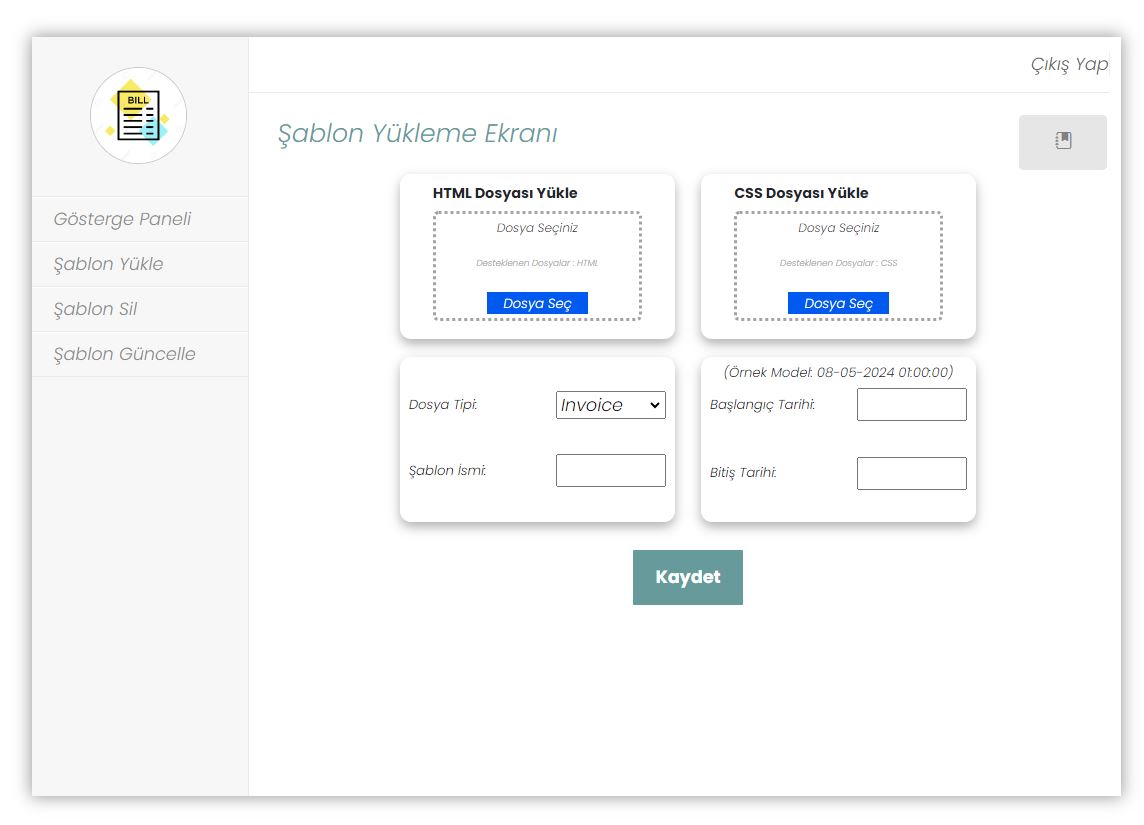 Çıkış Yap
BILL
Gösterge Paneli
Şablon Yükle
Şablon Sil
Şablon Güncelle
Şablon Yükleme Ekranı
HTML Dosyası Yükle
Dosya Seçiniz
Desteklenen Dosyalar : HTML
Dosya Seç
CSS Dosyası Yükle
Dosya Seçiniz
Desteklenen Dosyalar : CSS
Dosya Seç
Dosya Tipi: Invoice
Şablon İsmi:
(Örnek Model: 08-05-2024 01:00:00)
Başlangıç Tarihi:
Bitiş Tarihi:
Kaydet